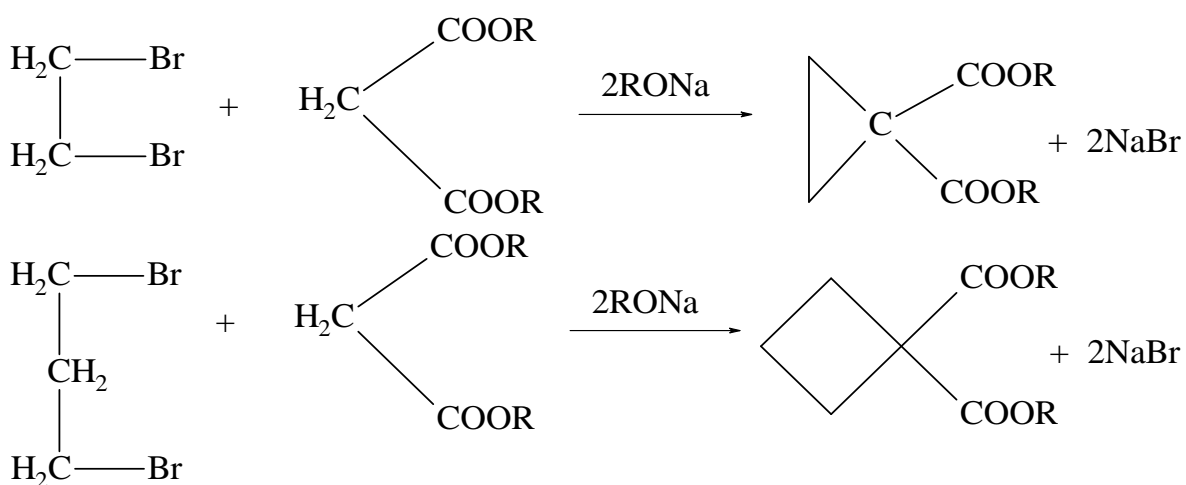 H₂C Br + H₂C COOR 2RONa C COOR + 2NaBr
H₂C Br COOR COOR
H₂C Br + H₂C COOR 2RONa COOR + 2NaBr
CH₂
H₂C Br COOR COOR